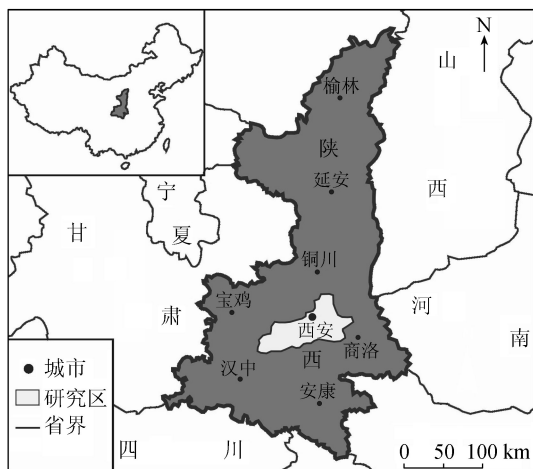 N
山
榆林
陕
延安
宁
夏
西
甘
铜川
宝鸡
河
肃
西安
南
商洛
西
汉中
安康
城市
研究区
省界
四川
0 50 100 km